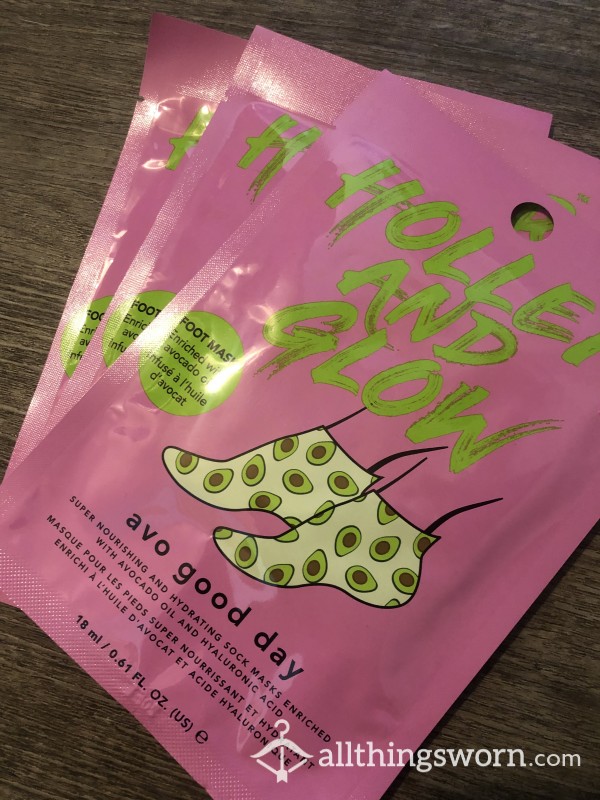 HOLLE
AND
GLOW
FOOT MASK
Enriched with
avocado o
infusé à l'huile
d'avocat
avo good day
SUPER NOURISHING AND HYDRATING SOCK MASKS ENRICHED
WITH AVOCADO OIL AND HYALURONIC ACID
MASQUE POUR LES PIEDS SUPER NOURRISSANT ET HYDRATANT
ENRICHI À L'HUILE D'AVOCAT ET ACIDE HYALURONIQUE
18 ml / 0.61 FL. OZ. (US) e
allthingsworn.com